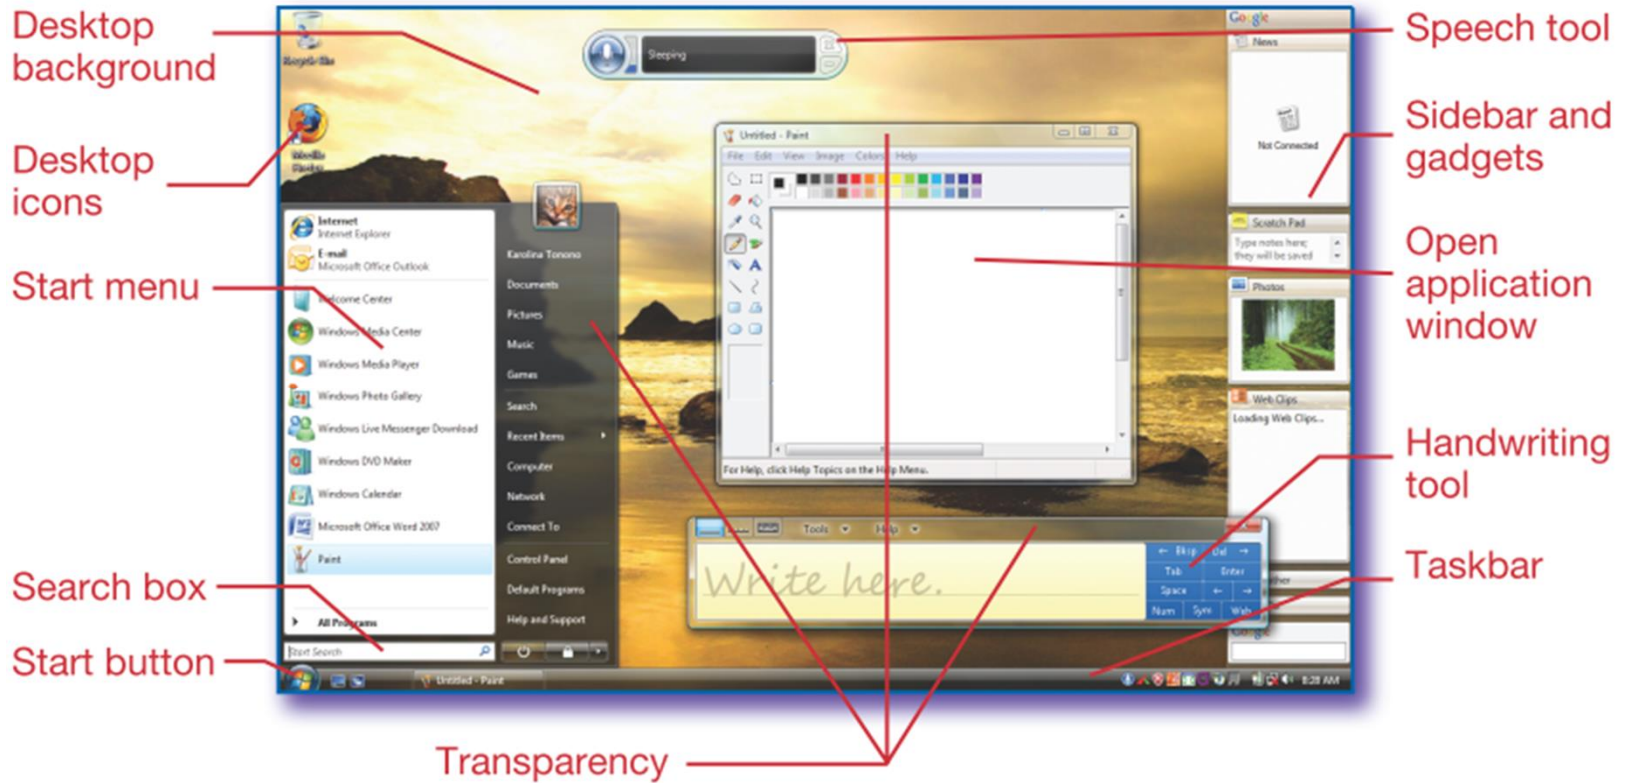 Desktop
background
Desktop
icons
Start menu
Search box
Start button
Transparency
Speech tool
Sidebar and
gadgets
Open
application
window
Handwriting
tool
Taskbar
Recycle Bin
Mozilla
Firefox
Sleeping
Internet
Internet Explorer
E-mail
Microsoft Office Outlook
Welcome Center
Windows Media Center
Windows Media Player
Windows Photo Gallery
Windows Live Messenger Download
Windows DVD Maker
Windows Calendar
Microsoft Office Word 2007
Paint
All Programs
Start Search
Karolina Tonono
Documents
Pictures
Music
Games
Search
Recent Items
Computer
Network
Connect To
Control Panel
Default Programs
Help and Support
Untitled - Paint
File Edit View Image Colors Help
For Help, click Help Topics on the Help Menu.
Tools Help
Write here.
← Bksp Del →
Tab Enter
Space ← →
Num Sym Web
Google
News
Not Connected
Scratch Pad
Type notes here;
they will be saved
Photos
Web Clips
Loading Web Clips...
Google
Untitled - Paint
8:28 AM